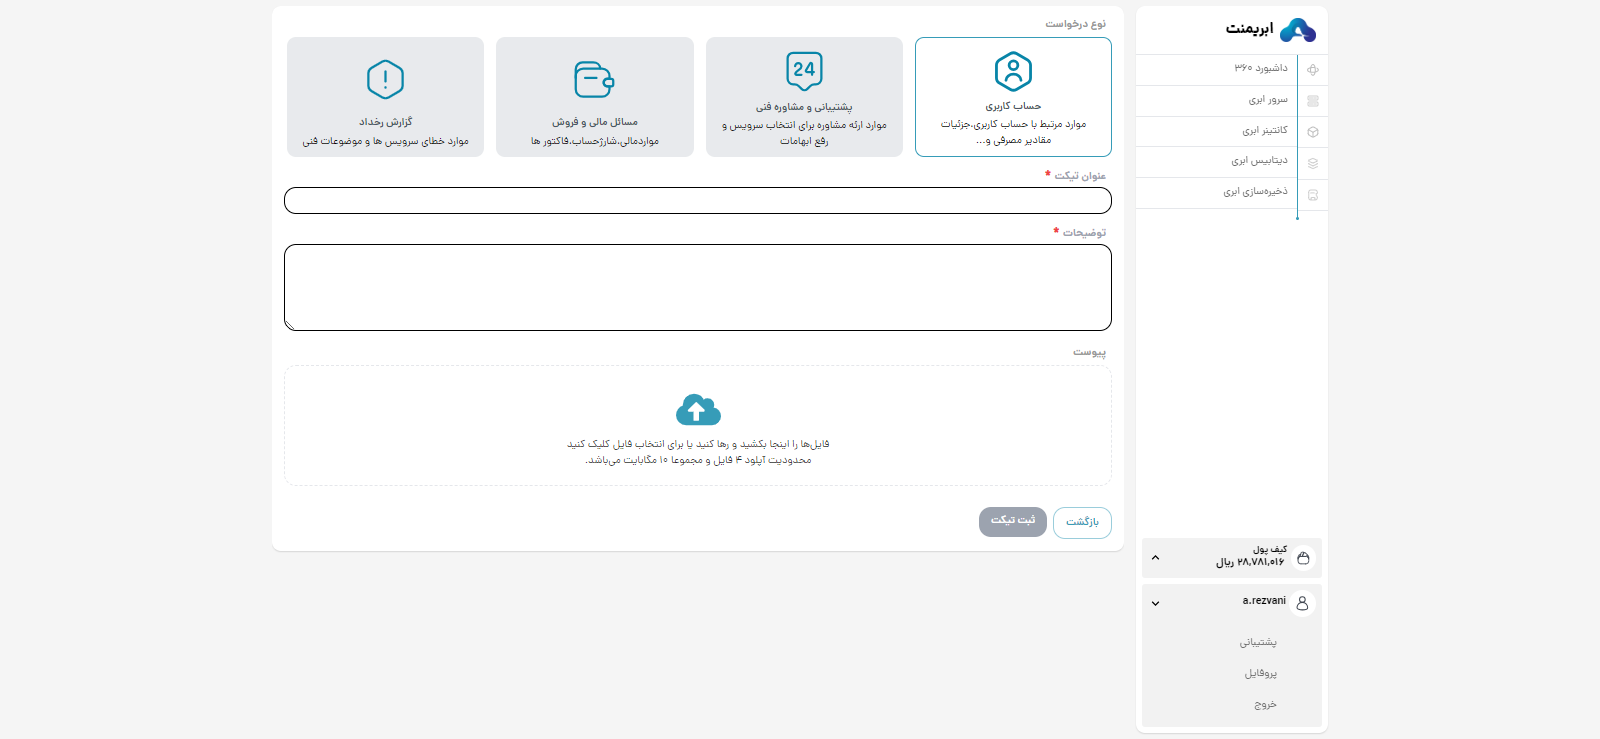 ابریمنت
داشبورد ۳۶۰
سرور ابری
کانتینر ابری
دیتابیس ابری
ذخیره‌سازی ابری
کیف پول
۲۸,۷۸۱,۰۱۶ ریال
a.rezvani
پشتیبانی
پروفایل
خروج
نوع درخواست
حساب کاربری
موارد مرتبط با حساب کاربری،جزئیات
مقادیر مصرفی و...
24
پشتیبانی و مشاوره فنی
موارد ارئه مشاوره برای انتخاب سرویس و
رفع ابهامات
مسائل مالی و فروش
مواردمالی،شارژحساب،فاکتور ها
گزارش رخداد
موارد خطای سرویس ها و موضوعات فنی
عنوان تیکت *
توضیحات *
پیوست
فایل‌ها را اینجا بکشید و رها کنید یا برای انتخاب فایل کلیک کنید
محدودیت آپلود ۴ فایل و مجموعا ۱۰ مگابایت می‌باشد.
بازگشت
ثبت تیکت